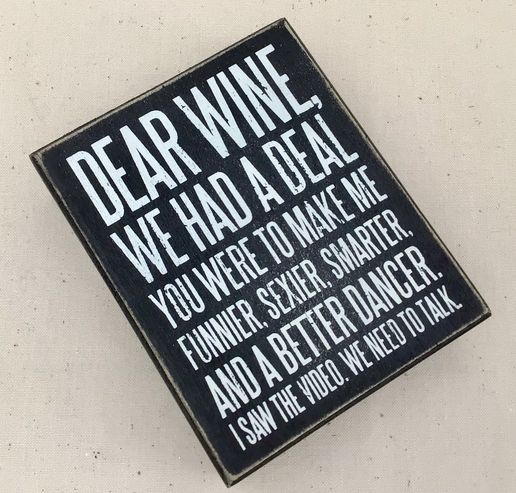 DEAR WINE,
WE HAD A DEAL
YOU WERE TO MAKE ME
FUNNIER, SEXIER, SMARTER,
AND A BETTER DANCER.
I SAW THE VIDEO. WE NEED TO TALK.